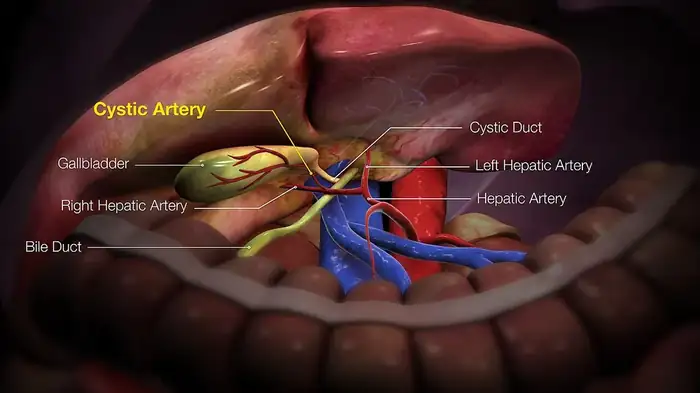 Cystic Artery
Cystic Duct
Gallbladder
Left Hepatic Artery
Right Hepatic Artery
Hepatic Artery
Bile Duct